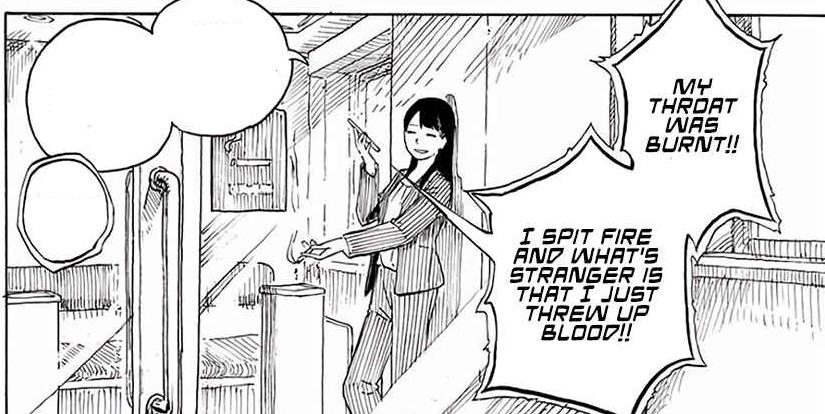 MY
THROAT
WAS
BURNT!!
I SPIT FIRE
AND WHAT'S
STRANGER IS
THAT I JUST
THREW UP
BLOOD!!